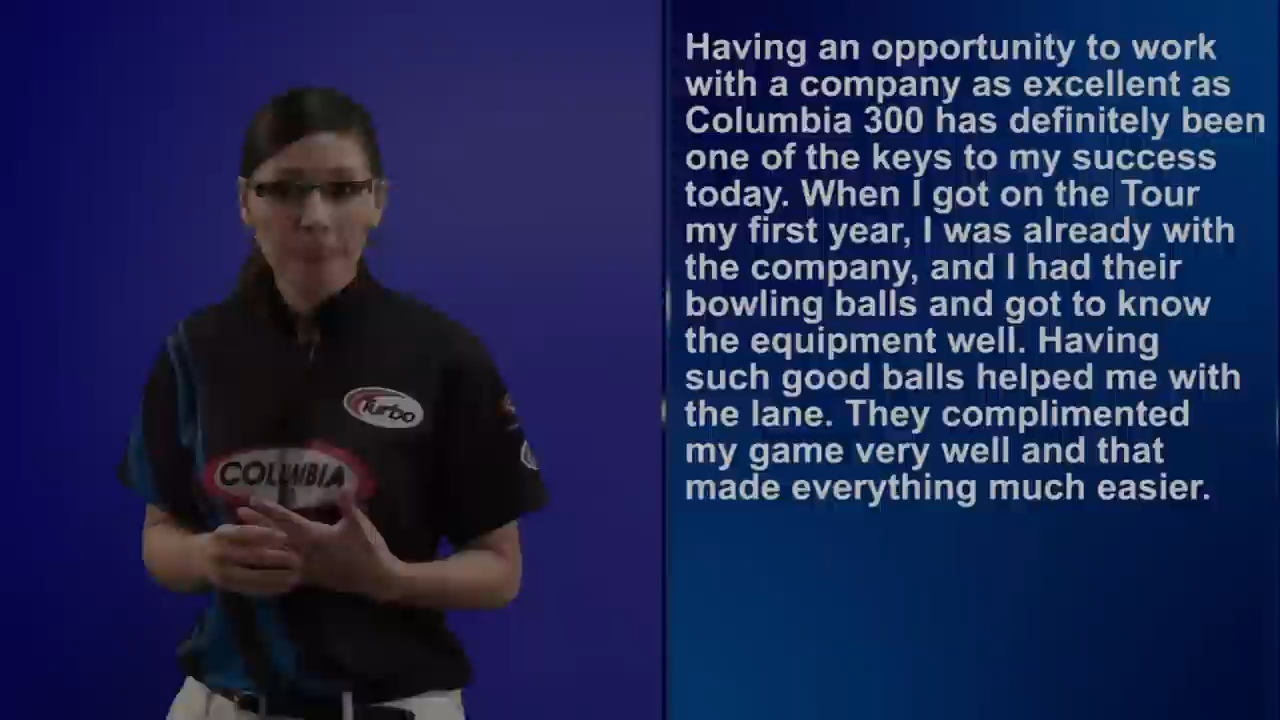 Having an opportunity to work
with a company as excellent as
Columbia 300 has definitely been
one of the keys to my success
today. When I got on the Tour
my first year, I was already with
the company, and I had their
bowling balls and got to know
the equipment well. Having
such good balls helped me with
the lane. They complimented
my game very well and that
made everything much easier.
Turbo
COLUMBIA